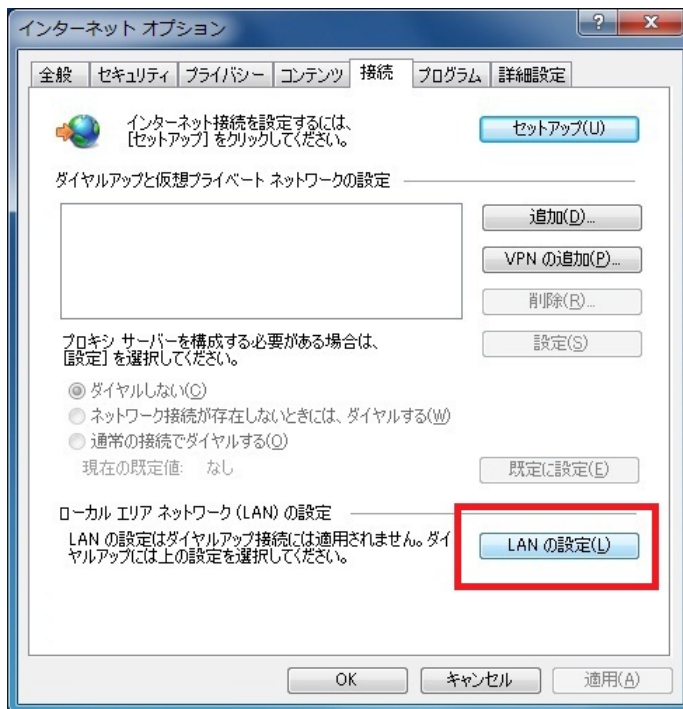 インターネット オプション
全般 セキュリティ プライバシー コンテンツ 接続 プログラム 詳細設定
インターネット接続を設定するには、
[セットアップ] をクリックしてください。
セットアップ(U)
ダイヤルアップと仮想プライベート ネットワークの設定
追加(D)...
VPN の追加(P)...
削除(R)...
プロキシ サーバーを構成する必要がある場合は、
[設定] を選択してください。
設定(S)
ダイヤルしない(C)
ネットワーク接続が存在しないときには、ダイヤルする(W)
通常の接続でダイヤルする(O)
現在の既定値: なし
既定に設定(E)
ローカル エリア ネットワーク (LAN) の設定
LAN の設定はダイヤルアップ接続には適用されません。ダイ
ヤルアップには上の設定を選択してください。
LAN の設定(L)
OK キャンセル 適用(A)